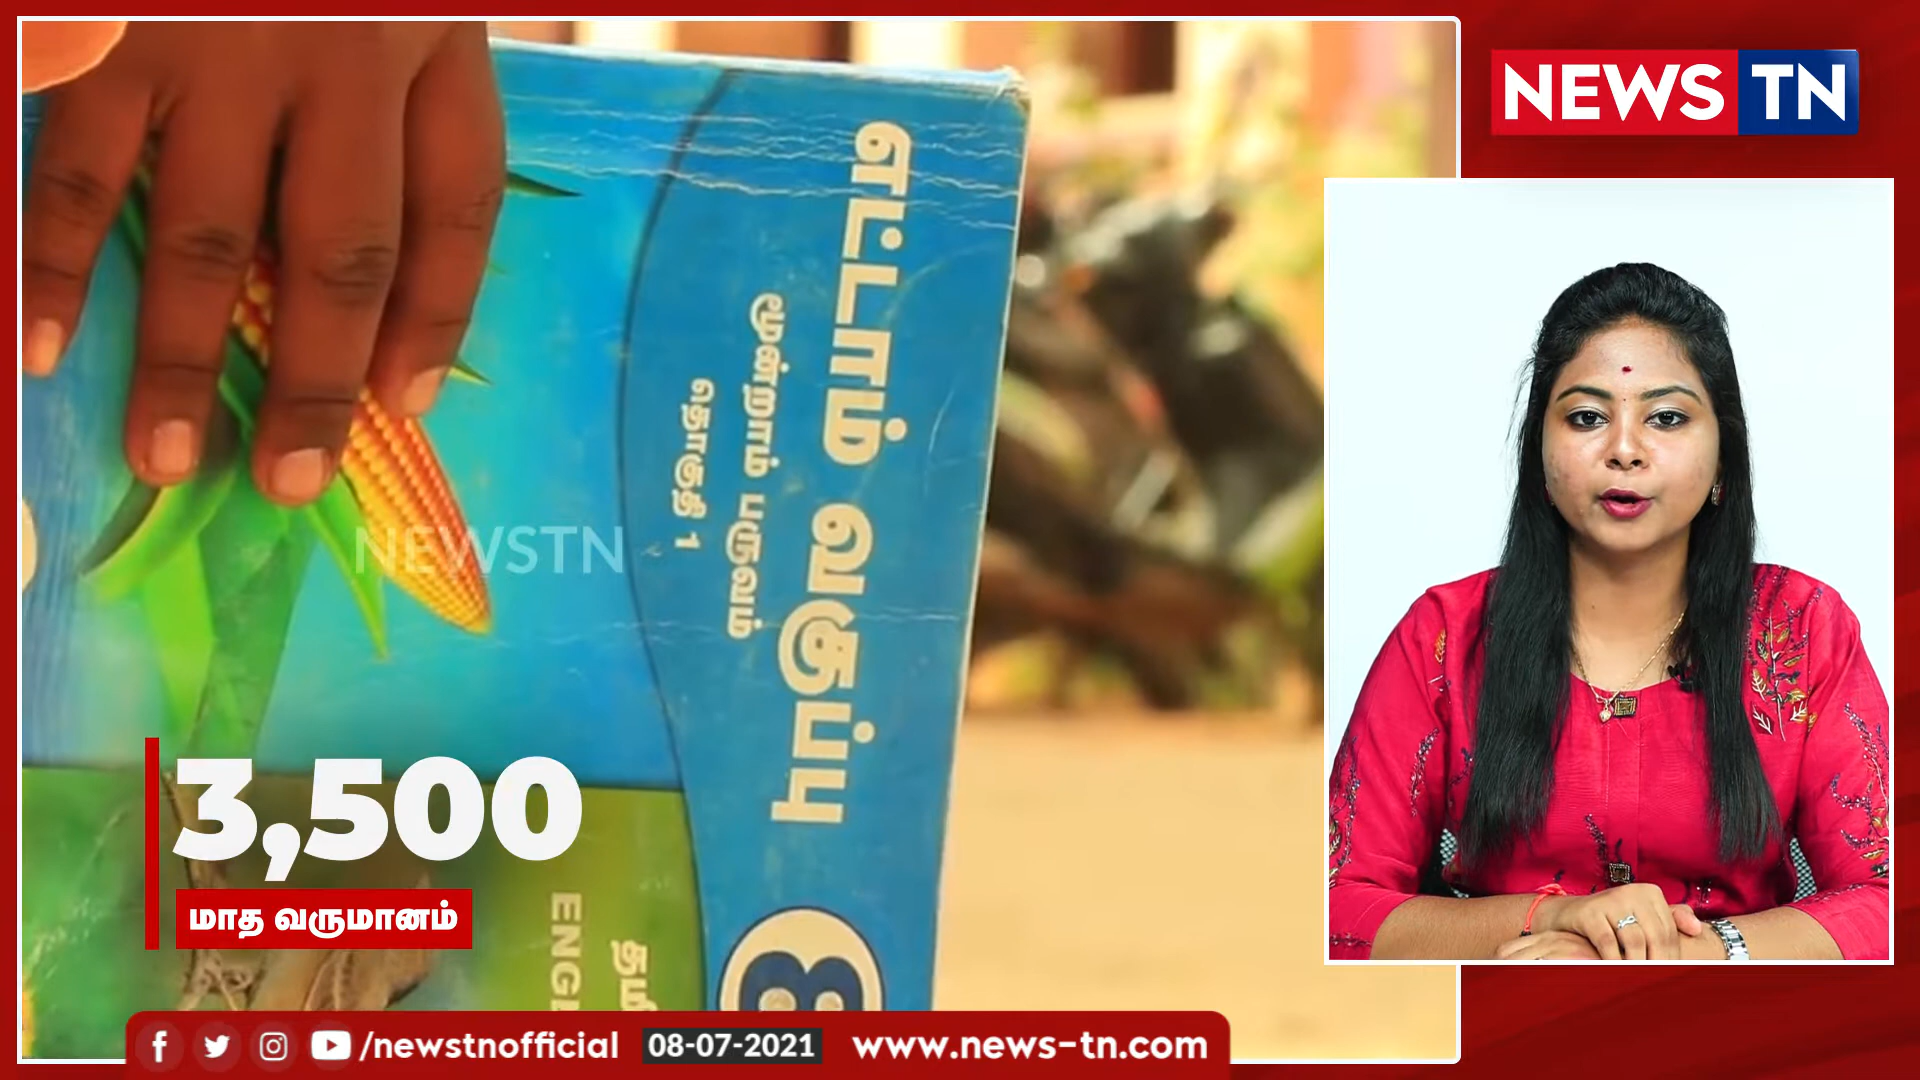 NEWS TN
எட்டாம் வகுப்பு
மூன்றாம் பருவம்
தொகுதி 1
NEWSTN
3,500
மாத வருமானம்
8
/newstnofficial
08-07-2021
www.news-tn.com